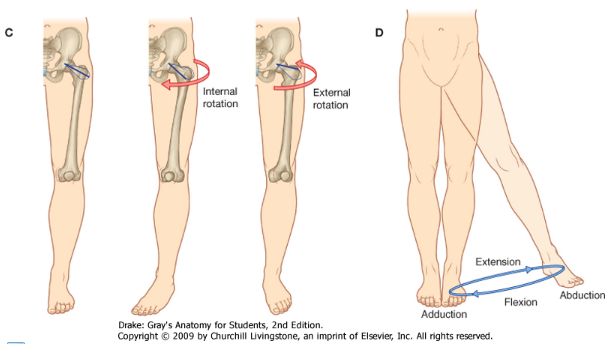 C
D
Internal
rotation
External
rotation
Extension
Flexion
Abduction
Adduction
Drake: Gray's Anatomy for Students, 2nd Edition.
Copyright © 2009 by Churchill Livingstone, an imprint of Elsevier, Inc. All rights reserved.